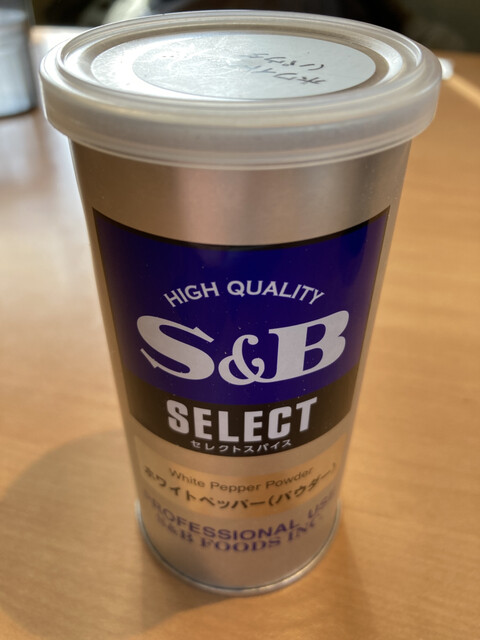 HIGH QUALITY
S&B
SELECT
セレクトスパイス
White Pepper Powder
ホワイトペッパー(パウダー)
PROFESSIONAL USE
S&B FOODS INC